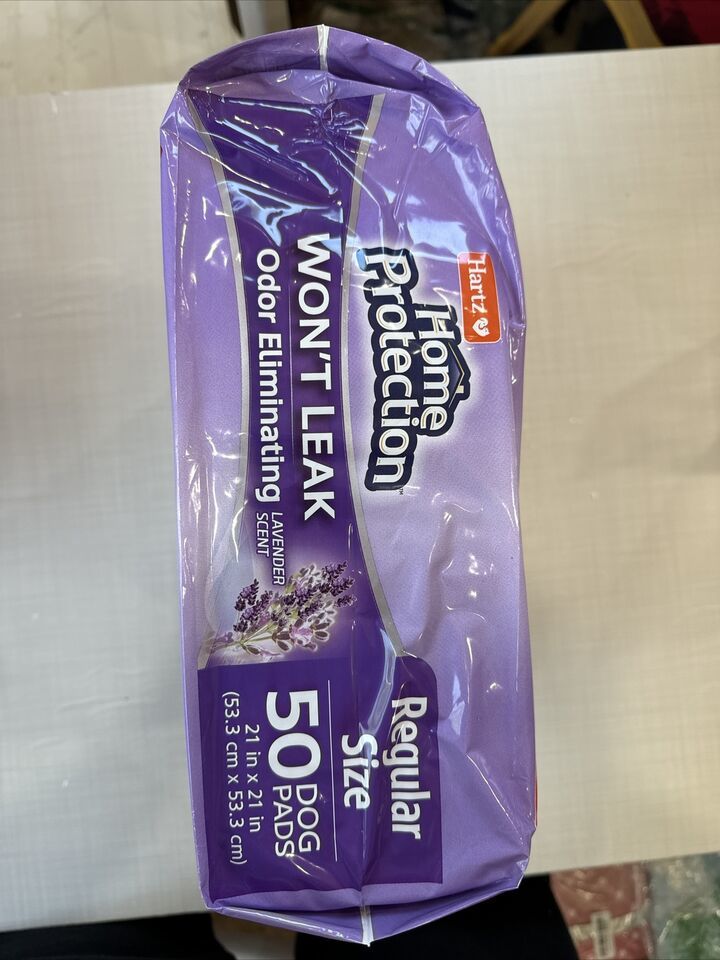 Hartz
Home
Protection™
WON'T LEAK
Odor Eliminating
LAVENDER
SCENT
Regular
Size
50 DOG
PADS
21 in x 21 in
(53.3 cm x 53.3 cm)